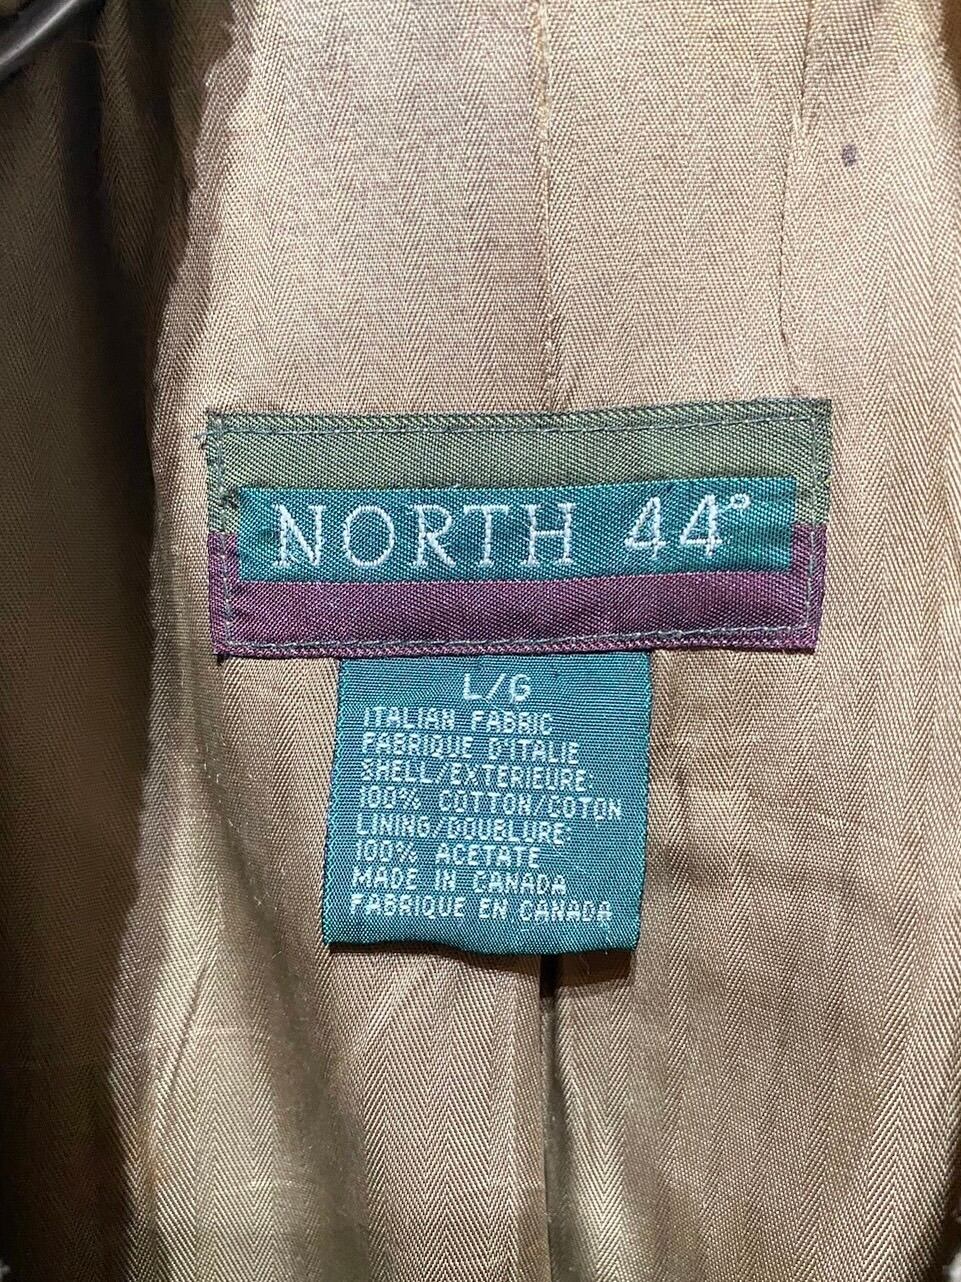 NORTH 44°
L/G
ITALIAN FABRIC
FABRIQUE D'ITALIE
SHELL/EXTERIEURE:
100% COTTON/COTON
LINING/DOUBLURE:
100% ACETATE
MADE IN CANADA
FABRIQUE EN CANADA